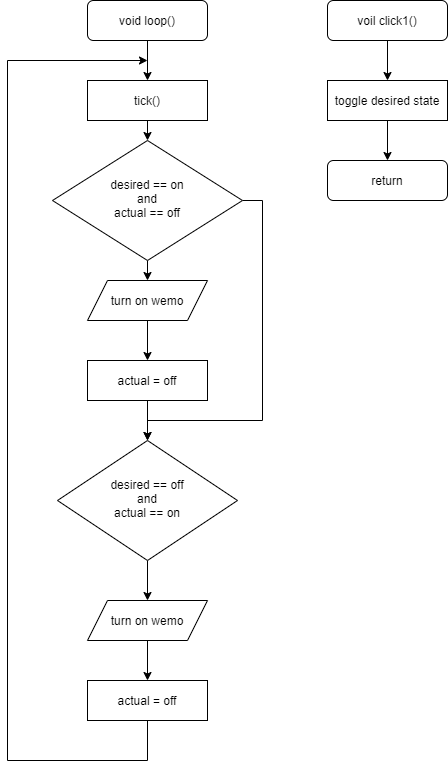 void loop()
tick()
desired == on
and
actual == off
turn on wemo
actual = off
desired == off
and
actual == on
turn on wemo
actual = off
voil click1()
toggle desired state
return